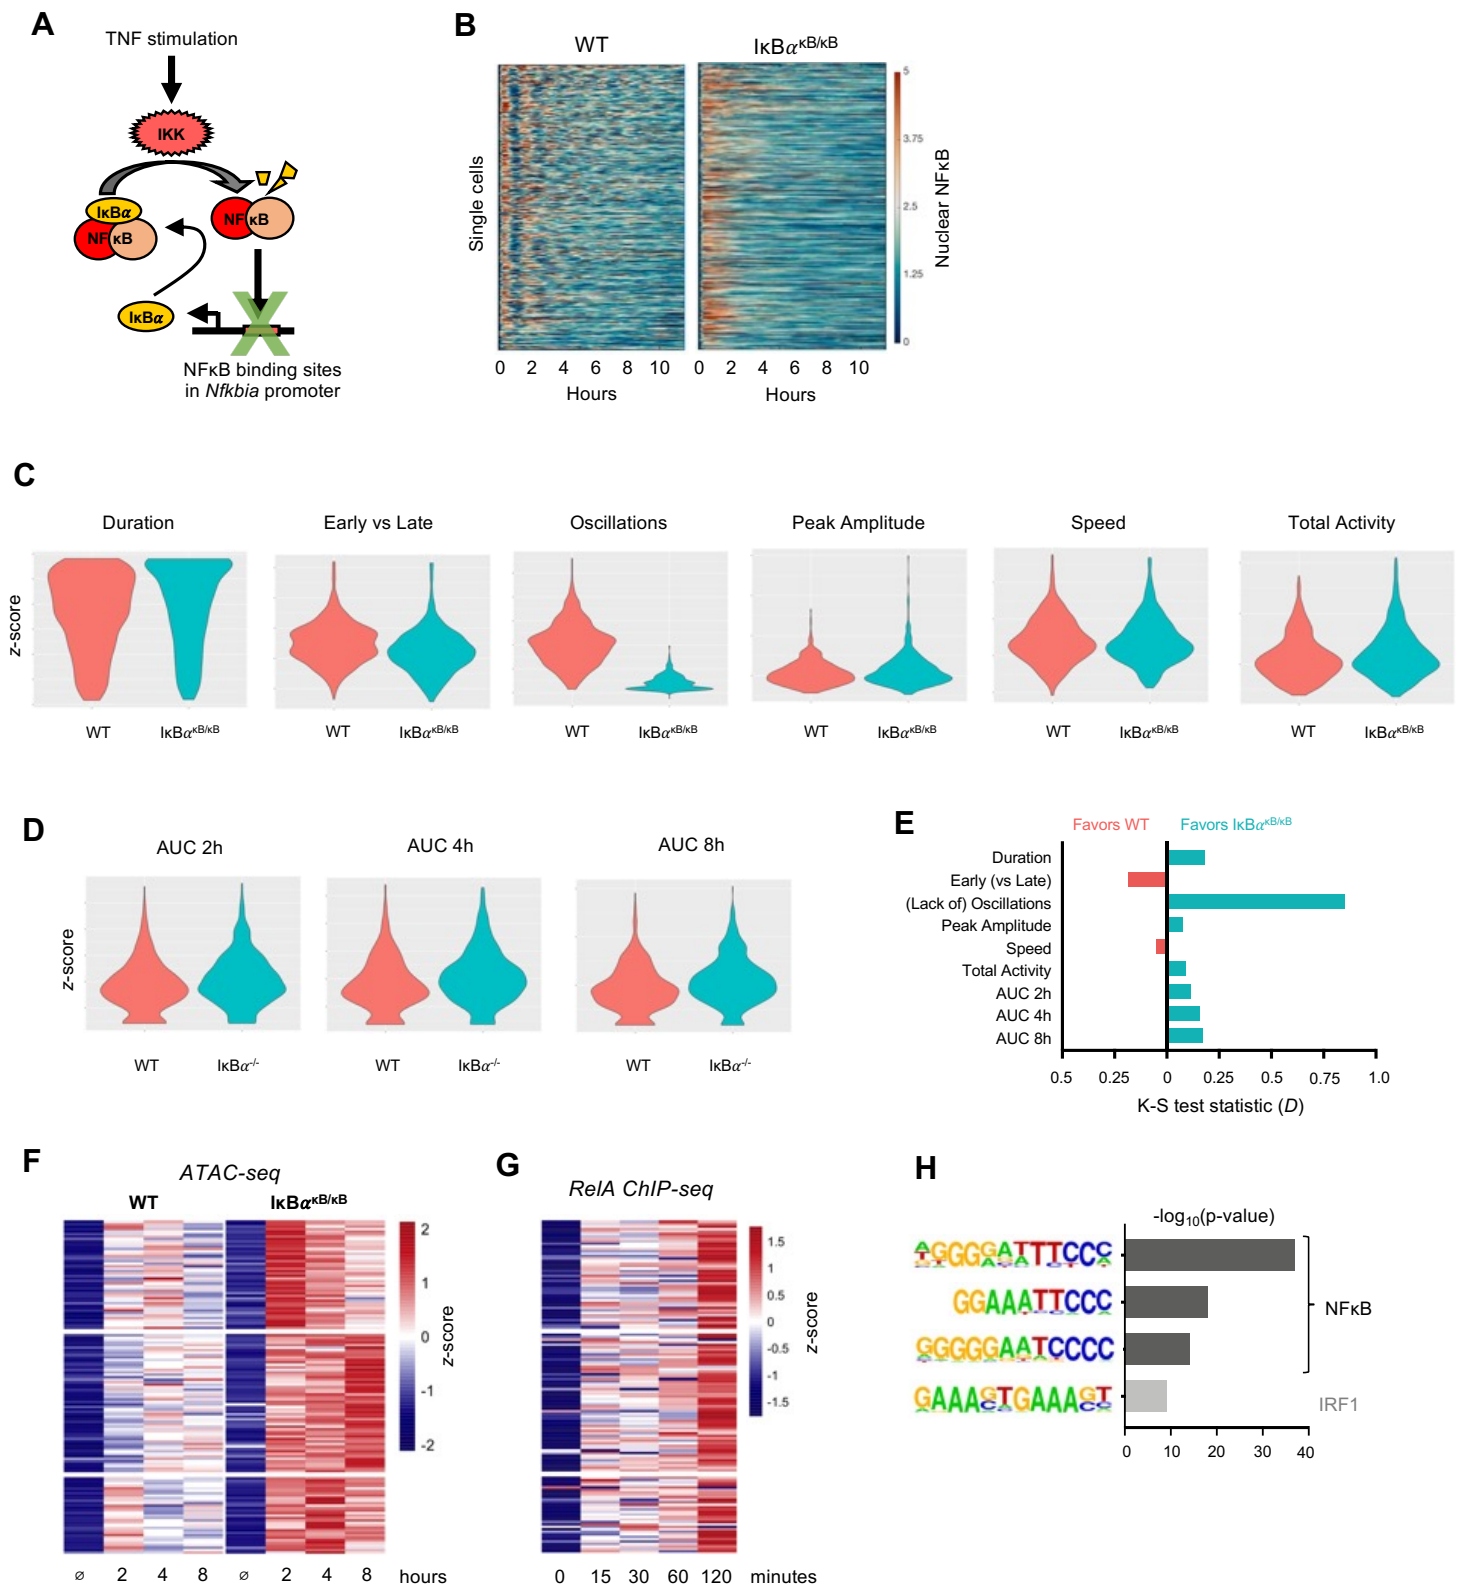 A
TNF stimulation
IKK
IκBα
NFκB
NFκB
IκBα
NFκB binding sites
in Nfkbia promoter
B
WT
IκBα^κB/κB
Single cells
5
3.75
2.5
1.25
0
Nuclear NFκB
0 2 4 6 8 10 0 2 4 6 8 10
Hours Hours
C
Duration Early vs Late Oscillations Peak Amplitude Speed Total Activity
z-score
WT IκBα^κB/κB WT IκBα^κB/κB WT IκBα^κB/κB WT IκBα^κB/κB WT IκBα^κB/κB WT IκBα^κB/κB
D
AUC 2h AUC 4h AUC 8h
z-score
WT IκBα^-/- WT IκBα^-/- WT IκBα^-/-
E
Favors WT Favors IκBα^κB/κB
Duration
Early (vs Late)
(Lack of) Oscillations
Peak Amplitude
Speed
Total Activity
AUC 2h
AUC 4h
AUC 8h
0.5 0.25 0 0.25 0.5 0.75 1.0
K-S test statistic (D)
F
ATAC-seq
WT IκBα^κB/κB
2
1
0
-1
-2
z-score
∅ 2 4 8 ∅ 2 4 8 hours
G
RelA ChIP-seq
1.5
1
0.5
0
-0.5
-1
-1.5
z-score
0 15 30 60 120 minutes
H
-log₁₀(p-value)
AGGGGGATTTCCC
GGAAATTCCC
GGGGGAATCCCC
GAAAGTGAAAGT
NFκB
IRF1
0 10 20 30 40